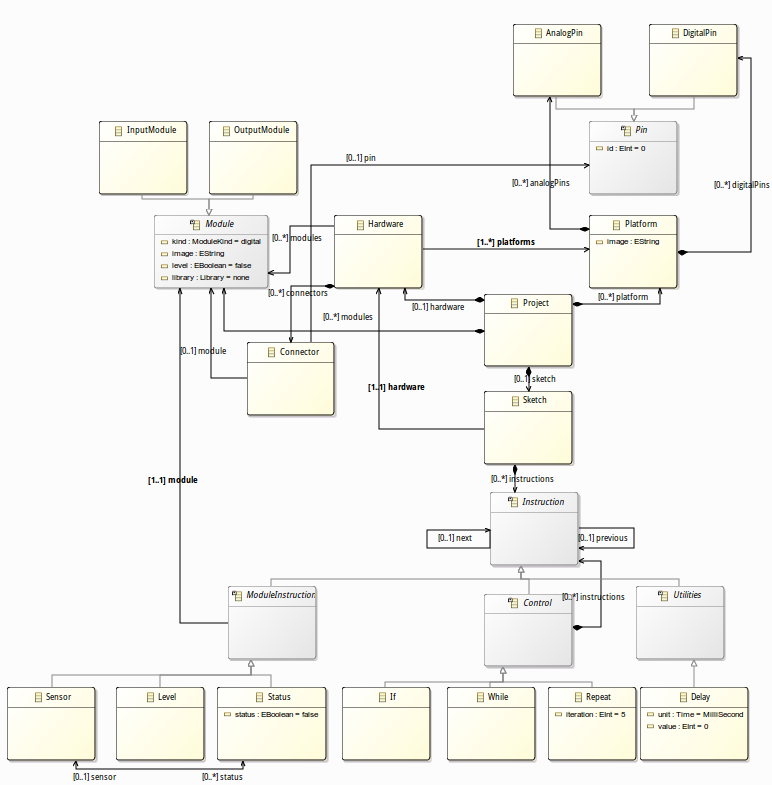 AnalogPin
DigitalPin
InputModule
OutputModule
Pin
id : EInt = 0
[0..1] pin
[0..*] analogPins
[0..*] digitalPins
Module
kind : ModuleKind = digital
image : EString
level : EBoolean = false
library : Library = none
[0..*] modules
Hardware
[1..*] platforms
Platform
image : EString
[0..*] connectors
[0..1] hardware
Project
[0..*] platform
[0..*] modules
[0..1] module
Connector
[0..1] sketch
[1..1] hardware
Sketch
[1..1] module
[0..*] instructions
Instruction
[0..1] next
[0..1] previous
ModuleInstruction
Control
[0..*] instructions
Utilities
Sensor
Level
Status
status : EBoolean = false
If
While
Repeat
iteration : EInt = 5
Delay
unit : Time = MilliSecond
value : EInt = 0
[0..1] sensor
[0..*] status